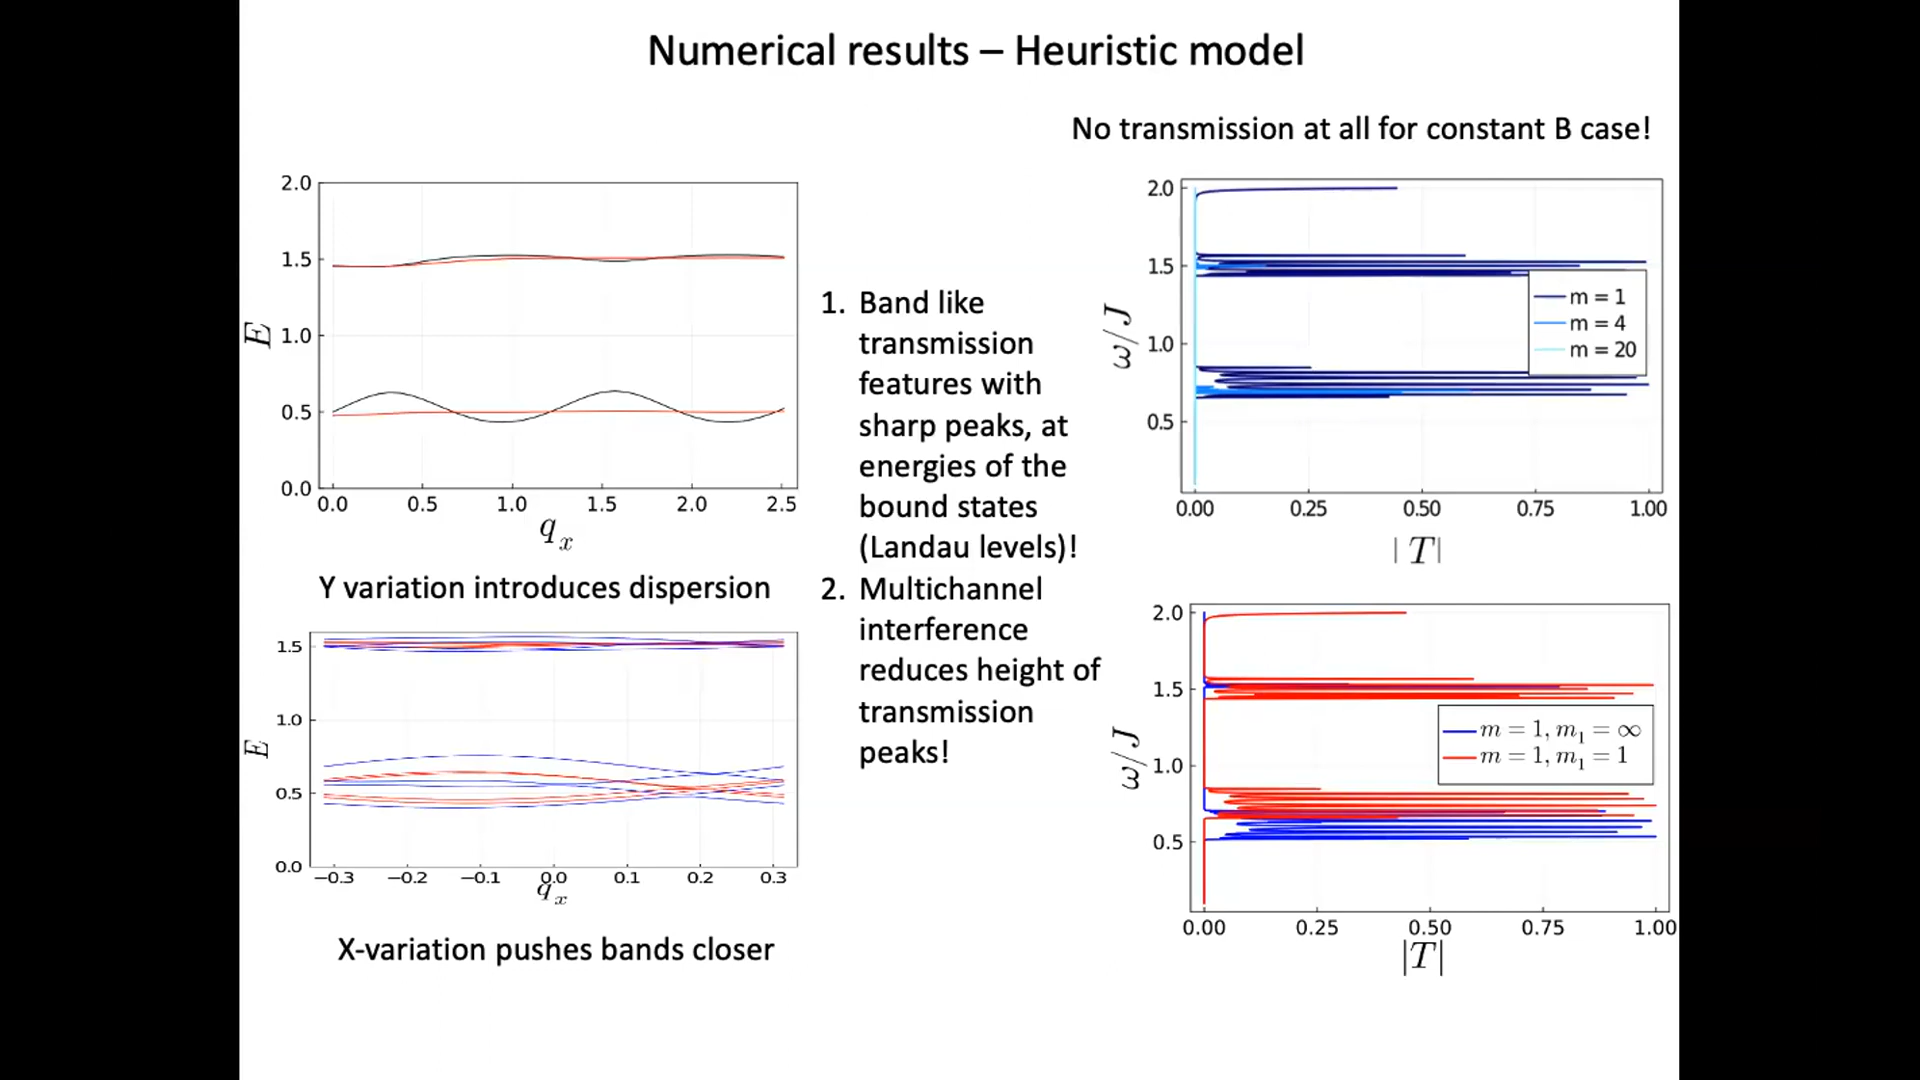 Numerical results – Heuristic model
No transmission at all for constant B case!
2.0
1.5
1.0
0.5
0.0
E
0.0 0.5 1.0 1.5 2.0 2.5
q_x
Y variation introduces dispersion
1.5
1.0
0.5
0.0
E
−0.3 −0.2 −0.1 0.0 0.1 0.2 0.3
q_x
X-variation pushes bands closer
1. Band like
transmission
features with
sharp peaks, at
energies of the
bound states
(Landau levels)!
2. Multichannel
interference
reduces height of
transmission
peaks!
2.0
1.5
1.0
0.5
ω/J
m = 1
m = 4
m = 20
0.00 0.25 0.50 0.75 1.00
|T|
2.0
1.5
1.0
0.5
ω/J
m = 1, m₁ = ∞
m = 1, m₁ = 1
0.00 0.25 0.50 0.75 1.00
|T|